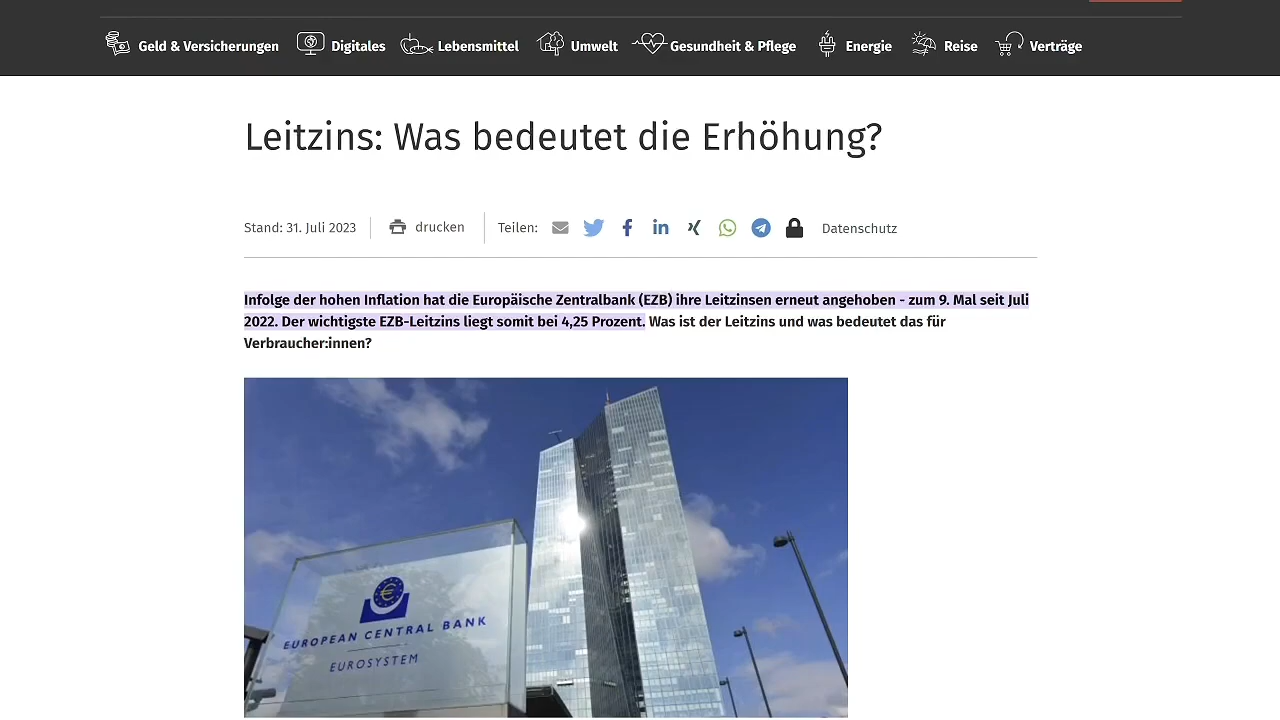 Geld & Versicherungen Digitales Lebensmittel Umwelt Gesundheit & Pflege Energie Reise Verträge
Leitzins: Was bedeutet die Erhöhung?
Stand: 31. Juli 2023 drucken Teilen: Datenschutz
Infolge der hohen Inflation hat die Europäische Zentralbank (EZB) ihre Leitzinsen erneut angehoben - zum 9. Mal seit Juli
2022. Der wichtigste EZB-Leitzins liegt somit bei 4,25 Prozent. Was ist der Leitzins und was bedeutet das für
Verbraucher:innen?
EUROPEAN CENTRAL BANK
EUROSYSTEM